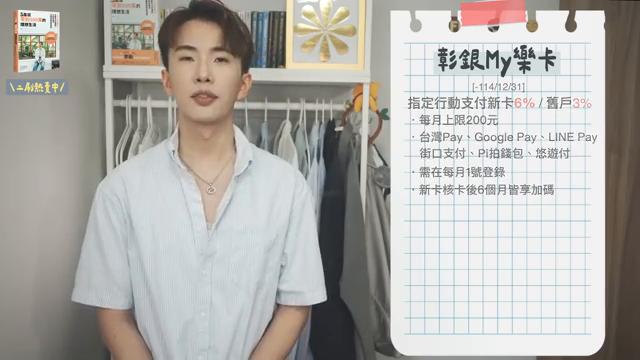 二刷熱賣中
彰銀My樂卡
[-114/12/31]
指定行動支付新卡6% / 舊戶3%
・每月上限200元
・台灣Pay、Google Pay、LINE Pay
街口支付、Pi拍錢包、悠遊付
・需在每月1號登錄
・新卡核卡後6個月皆享加碼